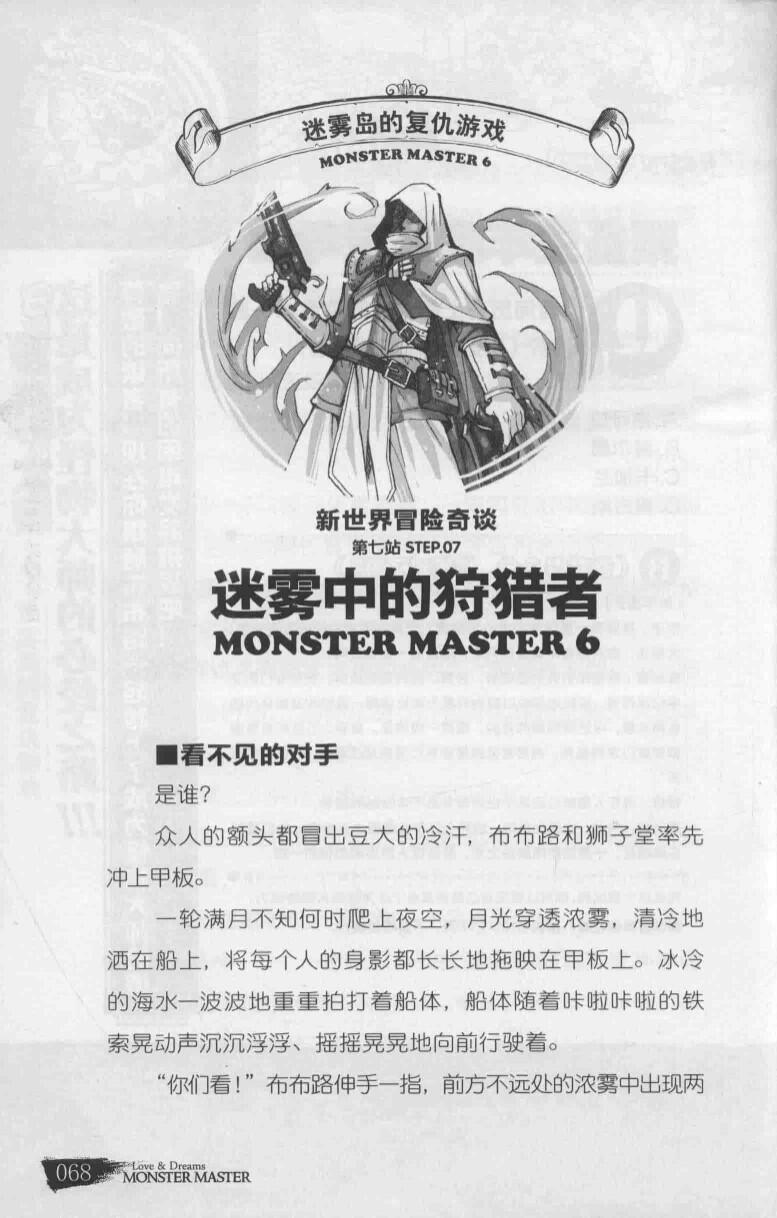 迷雾岛的复仇游戏
MONSTER MASTER 6
新世界冒险奇谈
第七站 STEP.07
迷雾中的狩猎者
MONSTER MASTER 6
■看不见的对手
是谁？
众人的额头都冒出豆大的冷汗，布布路和狮子堂率先
冲上甲板。
一轮满月不知何时爬上夜空，月光穿透浓雾，清冷地
洒在船上，将每个人的身影都长长地拖映在甲板上。冰冷
的海水一波波地重重拍打着船体，船体随着咔啦咔啦的铁
索晃动声沉沉浮浮、摇摇晃晃地向前行驶着。
“你们看！”布布路伸手一指，前方不远处的浓雾中出现两
068
Love & Dreams
MONSTER MASTER